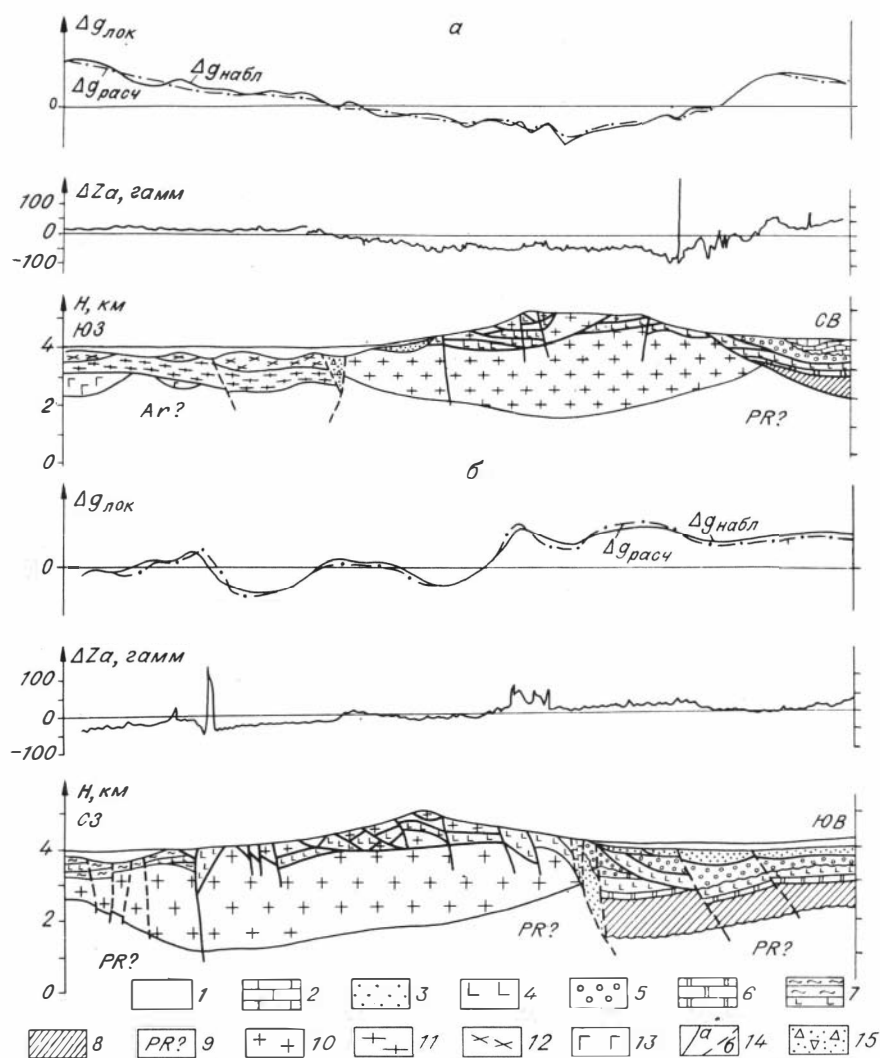 Δg лок
а
Δg набл
Δg расч
0
ΔZa, гамм
100
0
-100
Н, км
ЮЗ
СВ
4
2
Ar?
PR?
0
б
Δg лок
Δg набл
Δg расч
0
ΔZa, гамм
100
0
-100
Н, км
СЗ
ЮВ
4
2
PR?
PR?
PR?
0
1 2 3 4 5 6 7
8 PR? 9 10 11 12 13 а/б 14 15